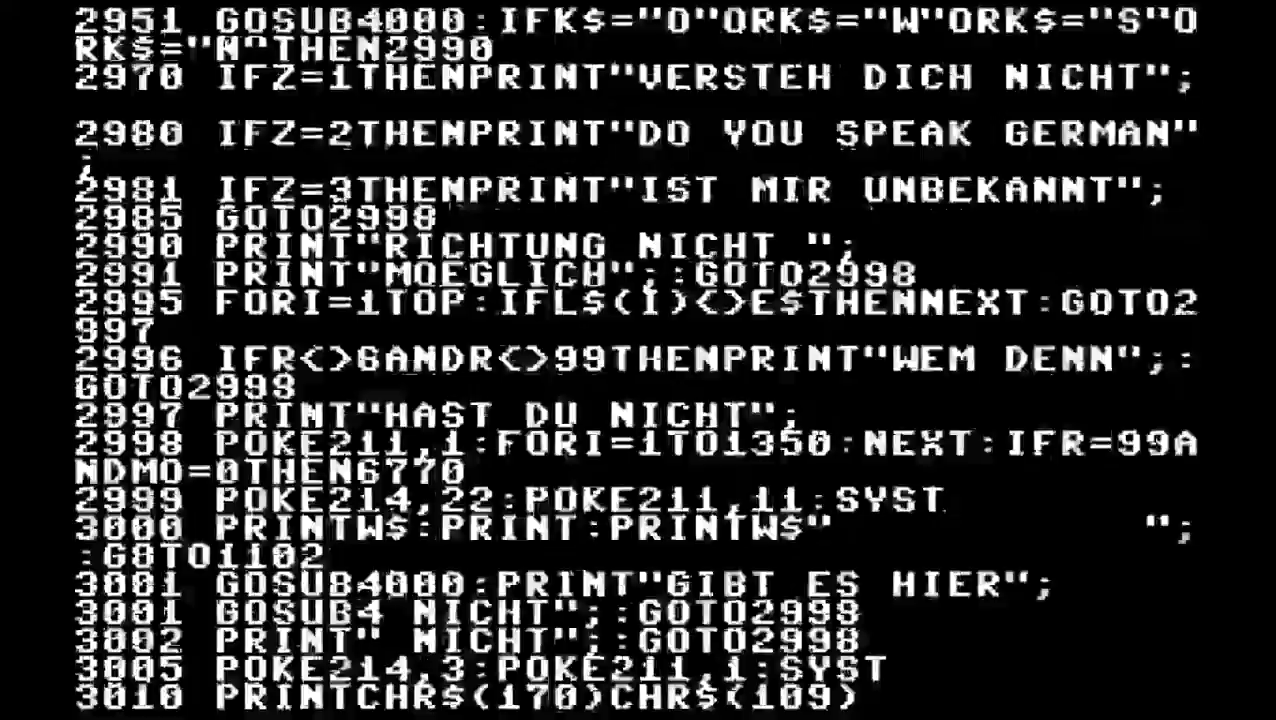 2951 GOSUB4000:IFK$="O"ORK$="W"ORK$="S"O
RK$="N"THEN2990
2970 IFZ=1THENPRINT"VERSTEH DICH NICHT";
2980 IFZ=2THENPRINT"DO YOU SPEAK GERMAN"
;
2981 IFZ=3THENPRINT"IST MIR UNBEKANNT";
2985 GOTO2998
2990 PRINT"RICHTUNG NICHT ";
2991 PRINT"MOEGLICH";:GOTO2998
2995 FORI=1TOP:IFL$(I)<>E$THENNEXT:GOTO2
997
2996 IFR<>6ANDR<>99THENPRINT"WEM DENN";:
GOTO2998
2997 PRINT"HAST DU NICHT";
2998 POKE211,1:FORI=1TO1350:NEXT:IFR=99A
NDMO=0THEN6770
2999 POKE214,22:POKE211,11:SYST
3000 PRINTW$:PRINT:PRINTW$"           ";
:GOTO1102
3001 GOSUB4000:PRINT"GIBT ES HIER";
3001 GOSUB4 NICHT";:GOTO2998
3002 PRINT" NICHT";:GOTO2998
3005 POKE214,3:POKE211,1:SYST
3010 PRINTCHR$(170)CHR$(109)